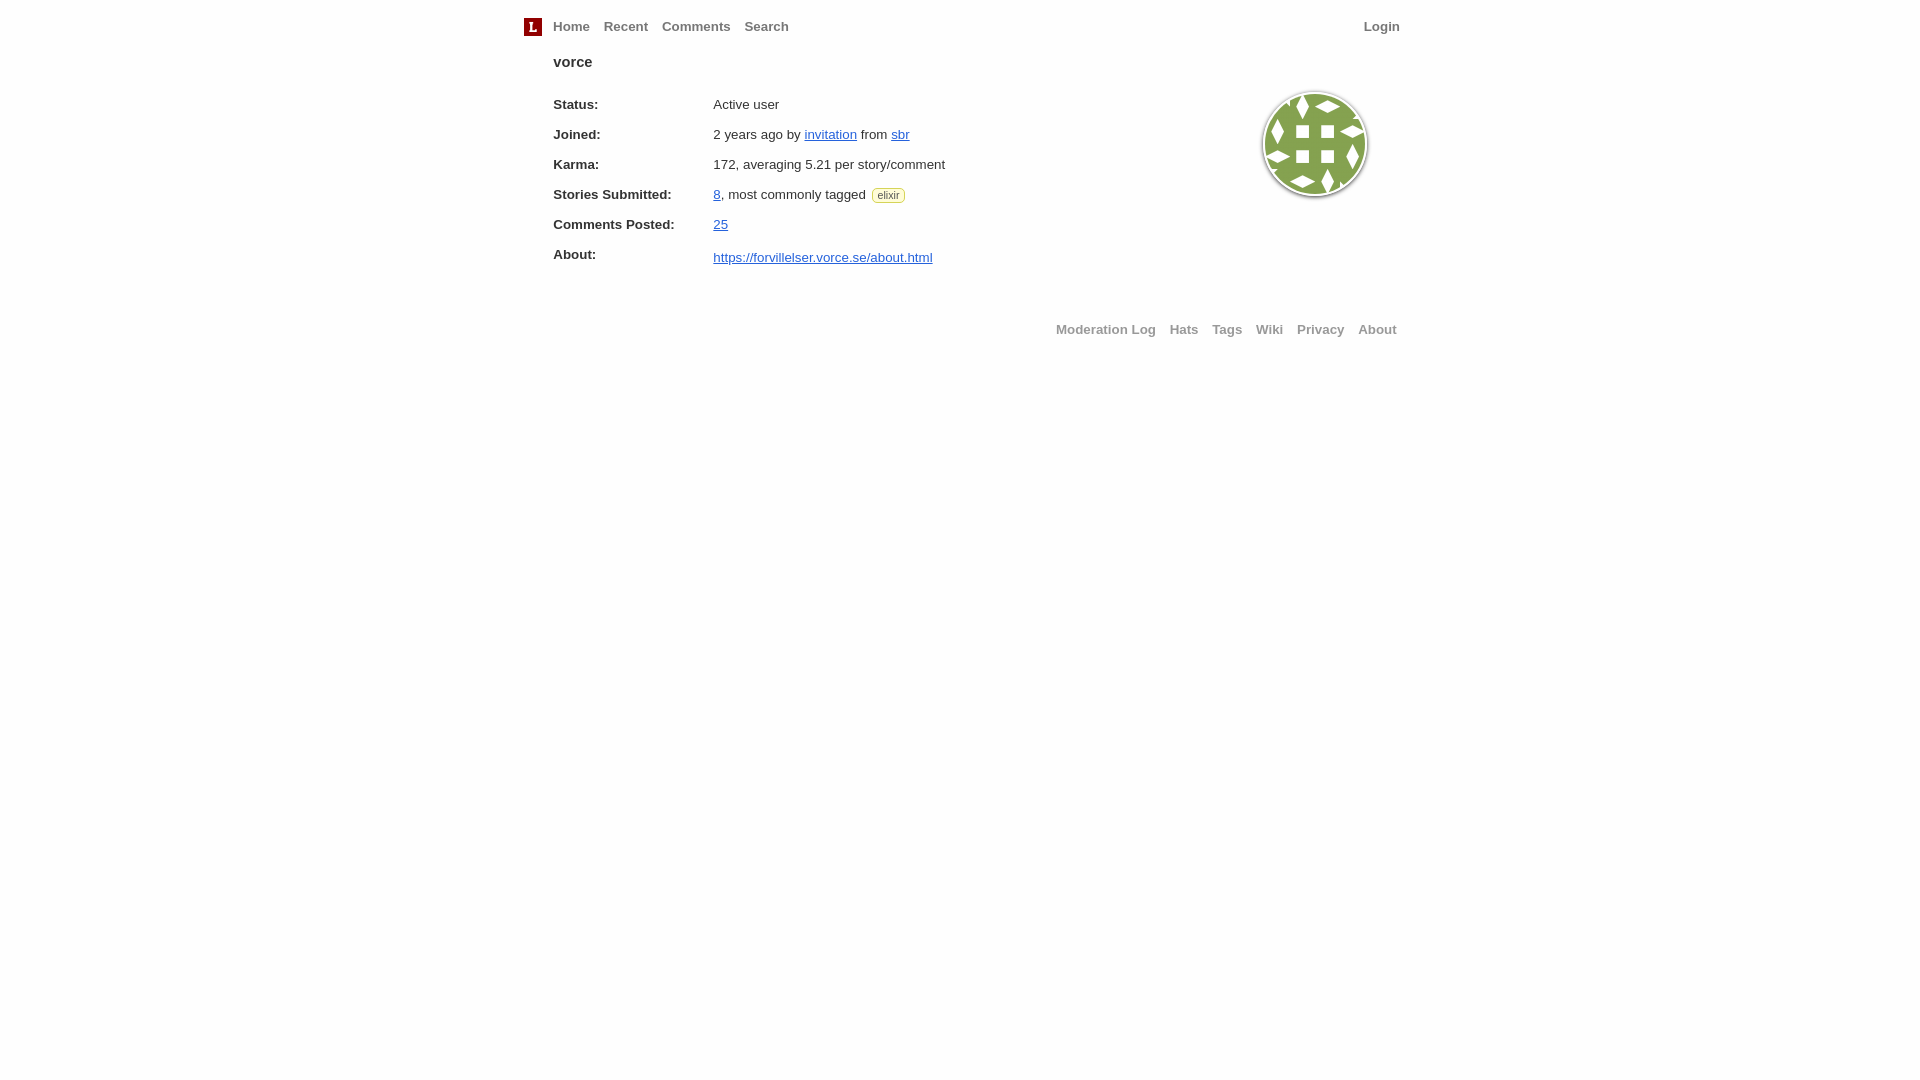 L Home Recent Comments Search Login
vorce
Status: Active user
Joined: 2 years ago by invitation from sbr
Karma: 172, averaging 5.21 per story/comment
Stories Submitted: 8, most commonly tagged elixir
Comments Posted: 25
About: https://forvillelser.vorce.se/about.html
Moderation Log Hats Tags Wiki Privacy About